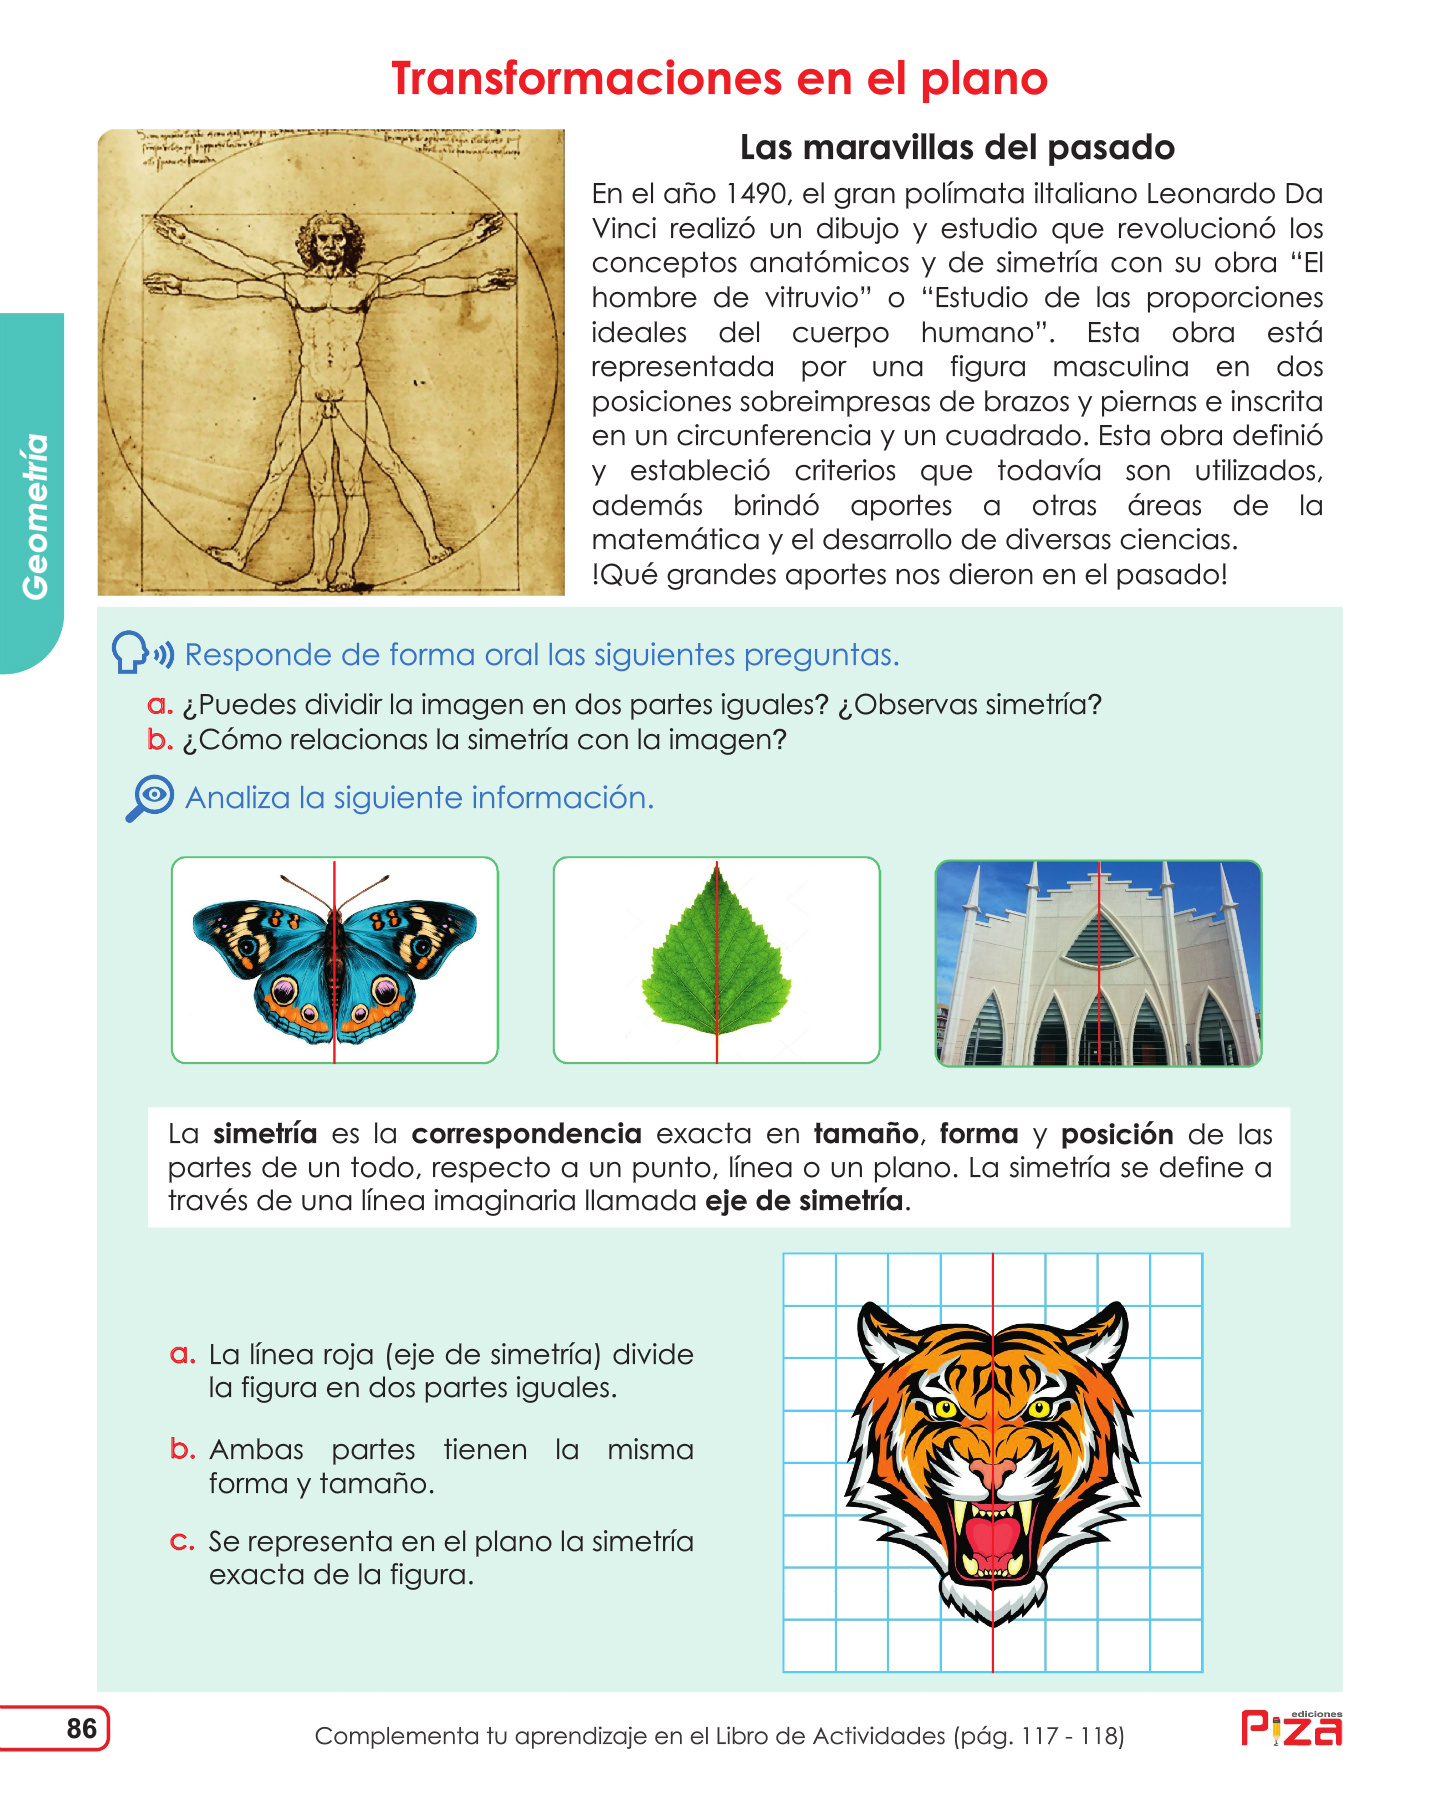 Transformaciones en el plano
Las maravillas del pasado
En el año 1490, el gran polímata iItaliano Leonardo Da
Vinci realizó un dibujo y estudio que revolucionó los
conceptos anatómicos y de simetría con su obra “El
hombre de vitruvio” o “Estudio de las proporciones
ideales del cuerpo humano”. Esta obra está
representada por una figura masculina en dos
posiciones sobreimpresas de brazos y piernas e inscrita
en un circunferencia y un cuadrado. Esta obra definió
y estableció criterios que todavía son utilizados,
además brindó aportes a otras áreas de la
matemática y el desarrollo de diversas ciencias.
!Qué grandes aportes nos dieron en el pasado!
Geometría
Responde de forma oral las siguientes preguntas.
a. ¿Puedes dividir la imagen en dos partes iguales? ¿Observas simetría?
b. ¿Cómo relacionas la simetría con la imagen?
Analiza la siguiente información.
La simetría es la correspondencia exacta en tamaño, forma y posición de las
partes de un todo, respecto a un punto, línea o un plano. La simetría se define a
través de una línea imaginaria llamada eje de simetría.
a. La línea roja (eje de simetría) divide
la figura en dos partes iguales.
b. Ambas partes tienen la misma
forma y tamaño.
c. Se representa en el plano la simetría
exacta de la figura.
86
Complementa tu aprendizaje en el Libro de Actividades (pág. 117 - 118)
ediciones
Piza